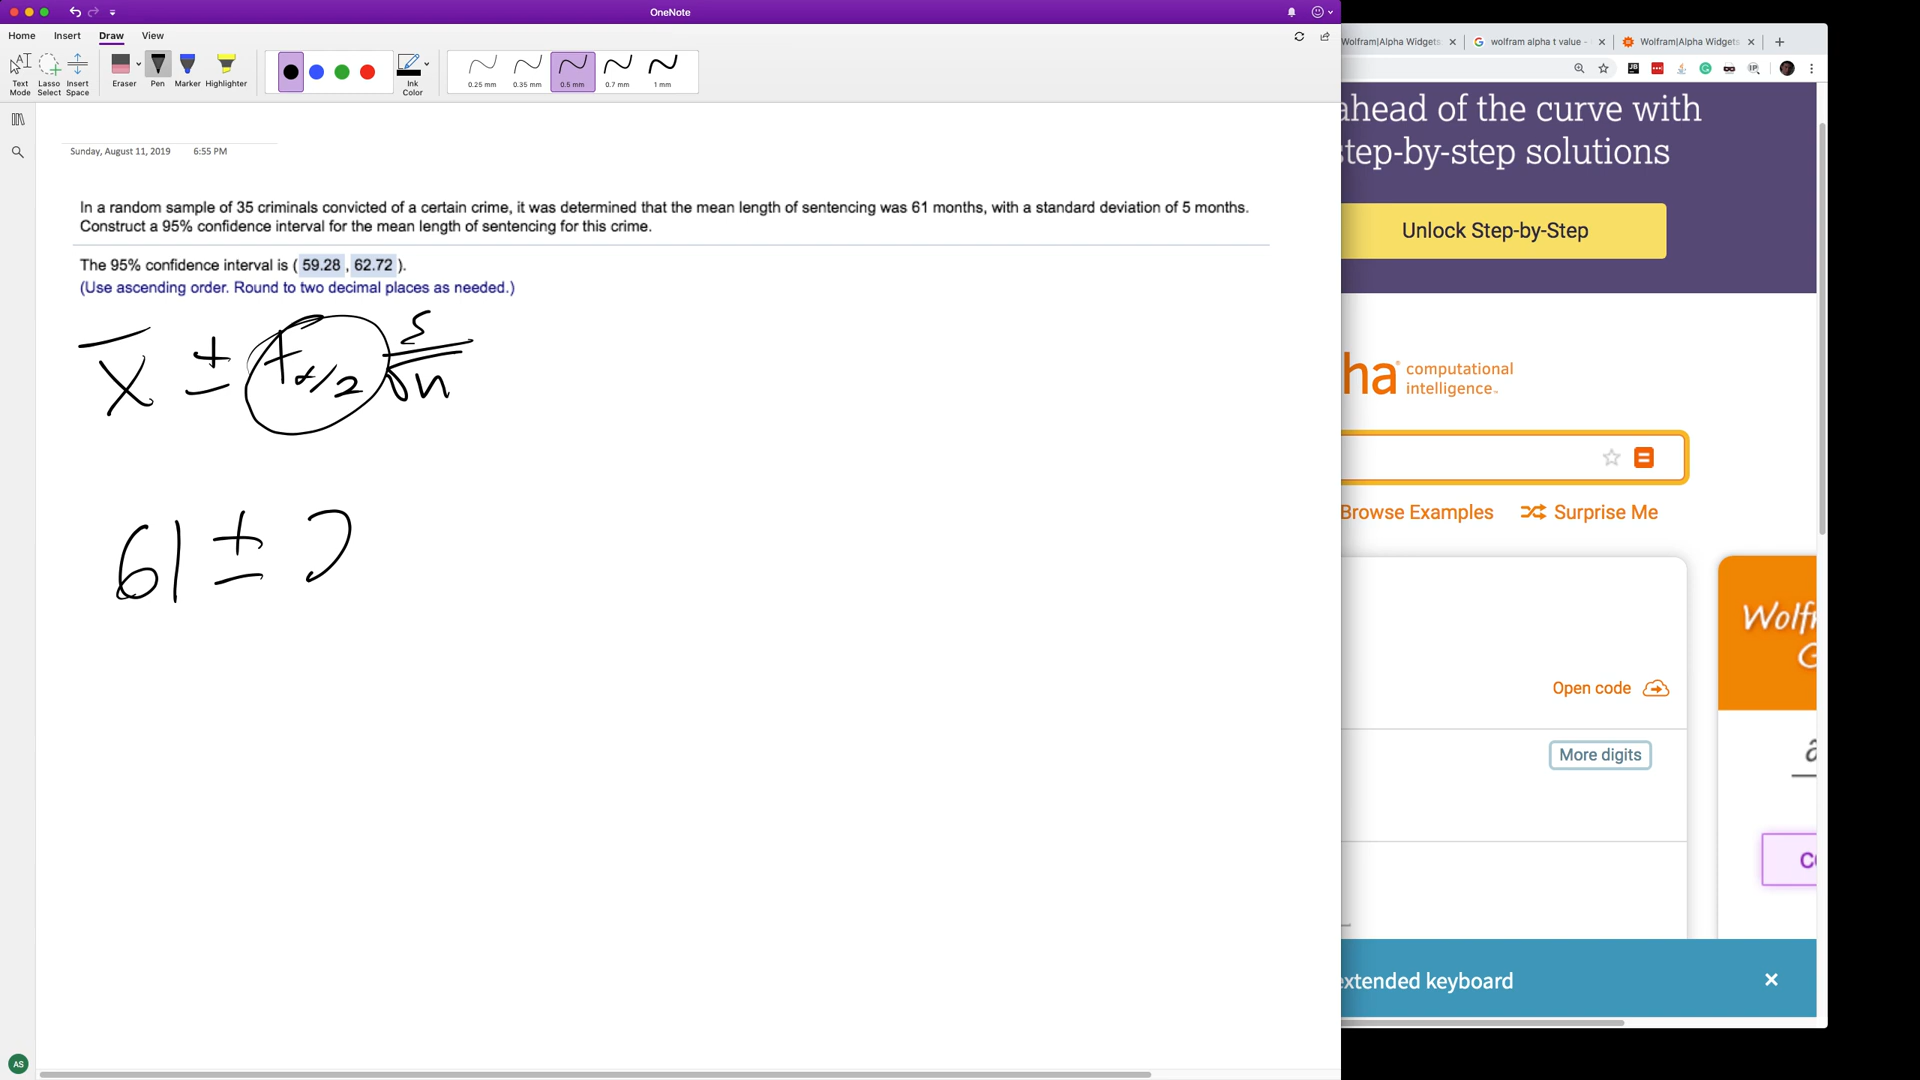 OneNote
Home Insert Draw View
Text Mode Lasso Select Insert Space Eraser Pen Marker Highlighter Ink Color 0.25 mm 0.35 mm 0.5 mm 0.7 mm 1 mm
Sunday, August 11, 2019 6:55 PM
In a random sample of 35 criminals convicted of a certain crime, it was determined that the mean length of sentencing was 61 months, with a standard deviation of 5 months.
Construct a 95% confidence interval for the mean length of sentencing for this crime.
The 95% confidence interval is ( 59.28 , 62.72 ).
(Use ascending order. Round to two decimal places as needed.)
x̄ ± t α/2 s/√n
61 ±
AS
Wolfram|Alpha Widgets wolfram alpha t value - Wolfram|Alpha Widgets
ahead of the curve with
step-by-step solutions
Unlock Step-by-Step
ha computational
intelligence™
Browse Examples Surprise Me
Open code
More digits
extended keyboard